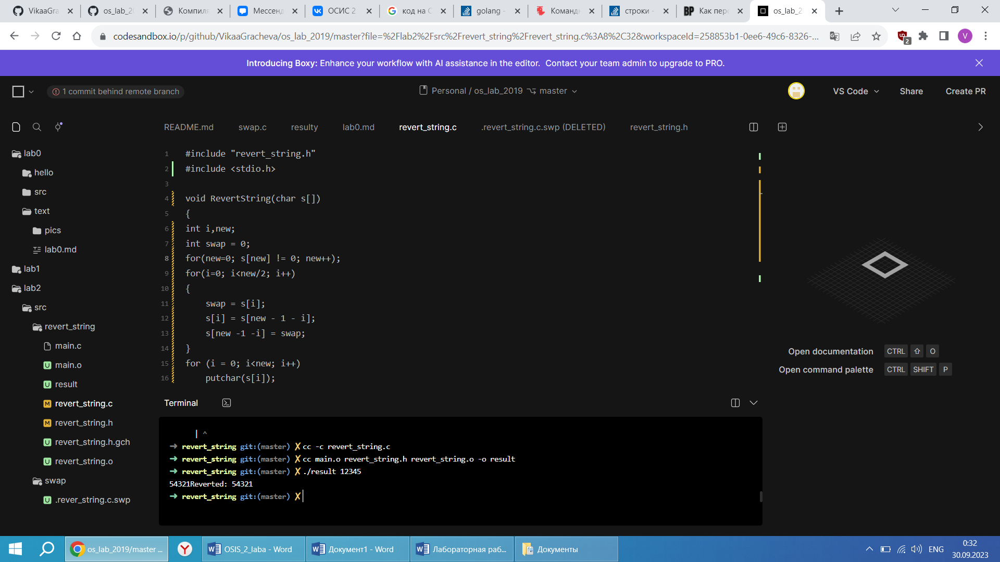 VikaaGra
os_lab_20
Компиля
Мессенд
ОСИС 2
код на C
golang -
Командн
строки -
BP Как пере
os_lab_20
codesandbox.io/p/github/VikaaGracheva/os_lab_2019/master?file=%2Flab2%2Fsrc%2Frevert_string%2Frevert_string.c%3A8%2C32&workspaceId=258853b1-0ee6-49c6-8326-...
2
V
Introducing Boxy: Enhance your workflow with AI assistance in the editor. Contact your team admin to upgrade to PRO.
1 commit behind remote branch
Personal / os_lab_2019 master
VS Code
Share
Create PR
README.md
swap.c
resulty
lab0.md
revert_string.c
.revert_string.c.swp (DELETED)
revert_string.h
lab0
hello
src
text
pics
lab0.md
lab1
lab2
src
revert_string
main.c
U main.o
U result
M revert_string.c
M revert_string.h
U revert_string.h.gch
U revert_string.o
swap
U .rever_string.c.swp
1 #include "revert_string.h"
2 #include <stdio.h>
3
4 void RevertString(char s[])
5 {
6 int i,new;
7 int swap = 0;
8 for(new=0; s[new] != 0; new++);
9 for(i=0; i<new/2; i++)
10 {
11 swap = s[i];
12 s[i] = s[new - 1 - i];
13 s[new -1 -i] = swap;
14 }
15 for (i = 0; i<new; i++)
16 putchar(s[i]);
Open documentation CTRL ⇧ O
Open command palette CTRL SHIFT P
Terminal
| ^
➜ revert_string git:(master) ✗ cc -c revert_string.c
➜ revert_string git:(master) ✗ cc main.o revert_string.h revert_string.o -o result
➜ revert_string git:(master) ✗ ./result 12345
54321Reverted: 54321
➜ revert_string git:(master) ✗
os_lab_2019/master ...
OSIS_2_laba - Word
Документ1 - Word
Лабораторная раб...
Документы
ENG
0:32
30.09.2023